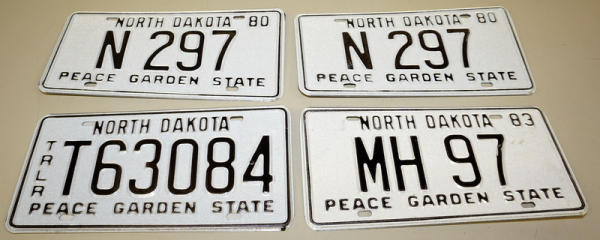 NORTH DAKOTA 80
N 297
PEACE GARDEN STATE
NORTH DAKOTA 80
N 297
PEACE GARDEN STATE
NORTH DAKOTA
TRLR T63084
PEACE GARDEN STATE
NORTH DAKOTA 83
MH 97
PEACE GARDEN STATE